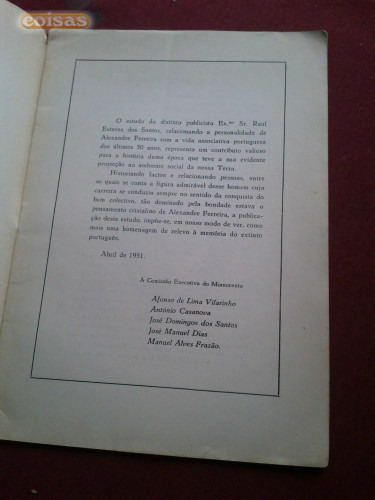 coisas
O estudo do distinto publicista Ex.mo Sr. Raul
Esteves dos Santos, relacionando a personalidade de
Alexandre Ferreira com a vida associativa portuguesa
dos últimos 50 anos, representa um contributo valioso
para a história duma época que teve a sua evidente
projeção no ambiente social da nossa Terra.
Historiando factos e relacionando pessoas, entre
as quais se conta a figura admirável desse homem cuja
carreira se conduziu sempre no sentido da conquista do
bem colectivo, tão dominado pela bondade estava o
pensamento cristalino de Alexandre Ferreira, a publica-
ção deste estudo, impõe-se, em nosso modo de ver, como
mais uma homenagem de relevo à memória do extinto
português.
Abril de 1951.
A Comissão Executiva do Monumento
Afonso de Lima Vilarinho
António Casanova
José Domingos dos Santos
José Manuel Dias
Manuel Alves Frazão.